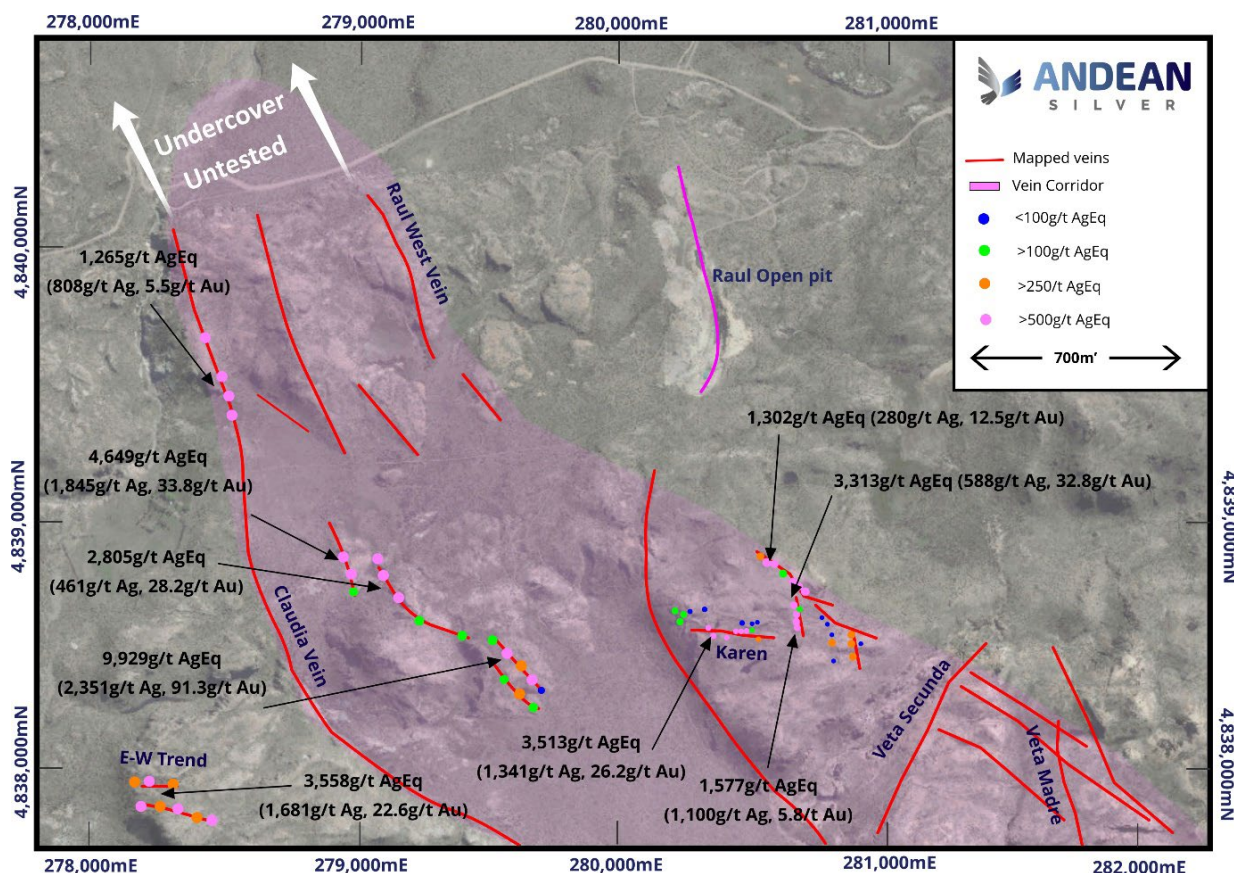 278,000mE
279,000mE
280,000mE
281,000mE
ANDEAN
SILVER
Mapped veins
Vein Corridor
<100g/t AgEq
>100g/t AgEq
>250/t AgEq
>500g/t AgEq
700m'
Undercover
Untested
Raul West Vein
4,840,000mN
1,265g/t AgEq
(808g/t Ag, 5.5g/t Au)
Raul Open pit
1,302g/t AgEq (280g/t Ag, 12.5g/t Au)
4,649g/t AgEq
(1,845g/t Ag, 33.8g/t Au)
3,313g/t AgEq (588g/t Ag, 32.8g/t Au)
4,839,000mN
4,839,000mN
2,805g/t AgEq
(461g/t Ag, 28.2g/t Au)
Claudia Vein
Karen
9,929g/t AgEq
(2,351g/t Ag, 91.3g/t Au)
Veta Secunda
Veta Madre
3,513g/t AgEq
(1,341g/t Ag, 26.2g/t Au)
E-W Trend
3,558g/t AgEq
(1,681g/t Ag, 22.6g/t Au)
1,577g/t AgEq
(1,100g/t Ag, 5.8/t Au)
4,838,000mN
4,838,000mN
278,000mE
279,000mE
280,000mE
281,000mE
282,000mE